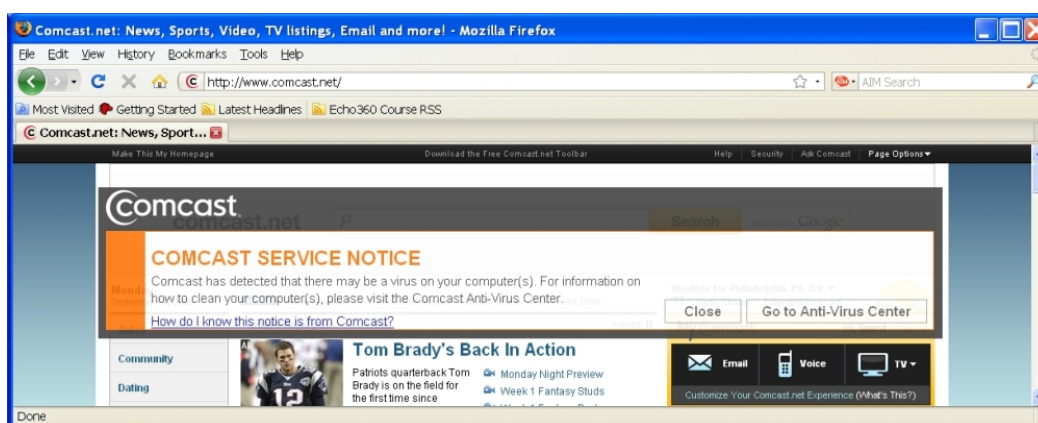 Comcast.net: News, Sports, Video, TV listings, Email and more! - Mozilla Firefox
File Edit View History Bookmarks Tools Help
http://www.comcast.net/
AIM Search
Most Visited Getting Started Latest Headlines Echo360 Course RSS
Comcast.net: News, Sport...
Make This My Homepage Download the Free Comcast.net Toolbar Help Security Ask Comcast Page Options
Comcast
comcast.net Search Google
COMCAST SERVICE NOTICE
Comcast has detected that there may be a virus on your computer(s). For information on
how to clean your computer(s), please visit the Comcast Anti-Virus Center.
Close Go to Anti-Virus Center
How do I know this notice is from Comcast?
Community
Dating
Tom Brady's Back In Action
Patriots quarterback Tom
Brady is on the field for
the first time since
Monday Night Preview
Week 1 Fantasy Studs
Email Voice TV
Customize Your Comcast.net Experience (What's This?)
Done